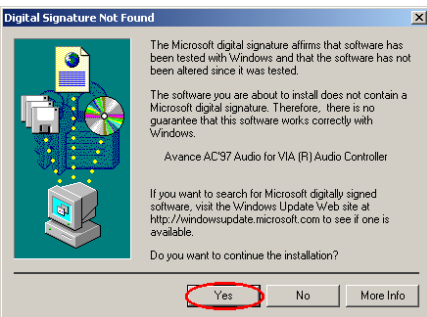 Digital Signature Not Found
The Microsoft digital signature affirms that software has
been tested with Windows and that the software has not
been altered since it was tested.
The software you are about to install does not contain a
Microsoft digital signature. Therefore, there is no
guarantee that this software works correctly with
Windows.
Avance AC'97 Audio for VIA (R) Audio Controller
If you want to search for Microsoft digitally signed
software, visit the Windows Update Web site at
http://windowsupdate.microsoft.com to see if one is
available.
Do you want to continue the installation?
Yes No More Info